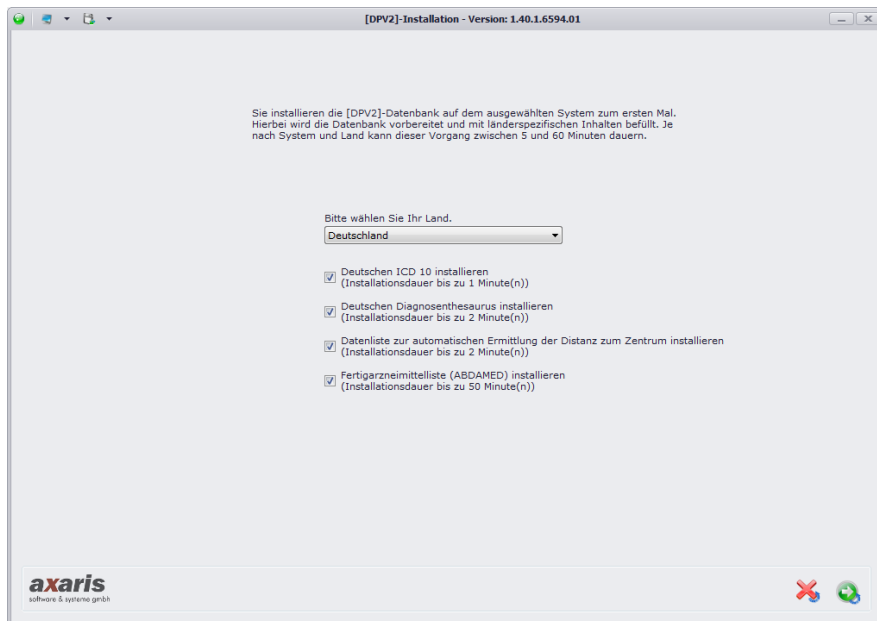 [DPV2]-Installation - Version: 1.40.1.6594.01
Sie installieren die [DPV2]-Datenbank auf dem ausgewählten System zum ersten Mal.
Hierbei wird die Datenbank vorbereitet und mit länderspezifischen Inhalten befüllt. Je
nach System und Land kann dieser Vorgang zwischen 5 und 60 Minuten dauern.
Bitte wählen Sie Ihr Land.
Deutschland
Deutschen ICD 10 installieren
(Installationsdauer bis zu 1 Minute(n))
Deutschen Diagnosenthesaurus installieren
(Installationsdauer bis zu 2 Minute(n))
Datenliste zur automatischen Ermittlung der Distanz zum Zentrum installieren
(Installationsdauer bis zu 2 Minute(n))
Fertigarzneimittelliste (ABDAMED) installieren
(Installationsdauer bis zu 50 Minute(n))
axaris
software & systeme gmbh